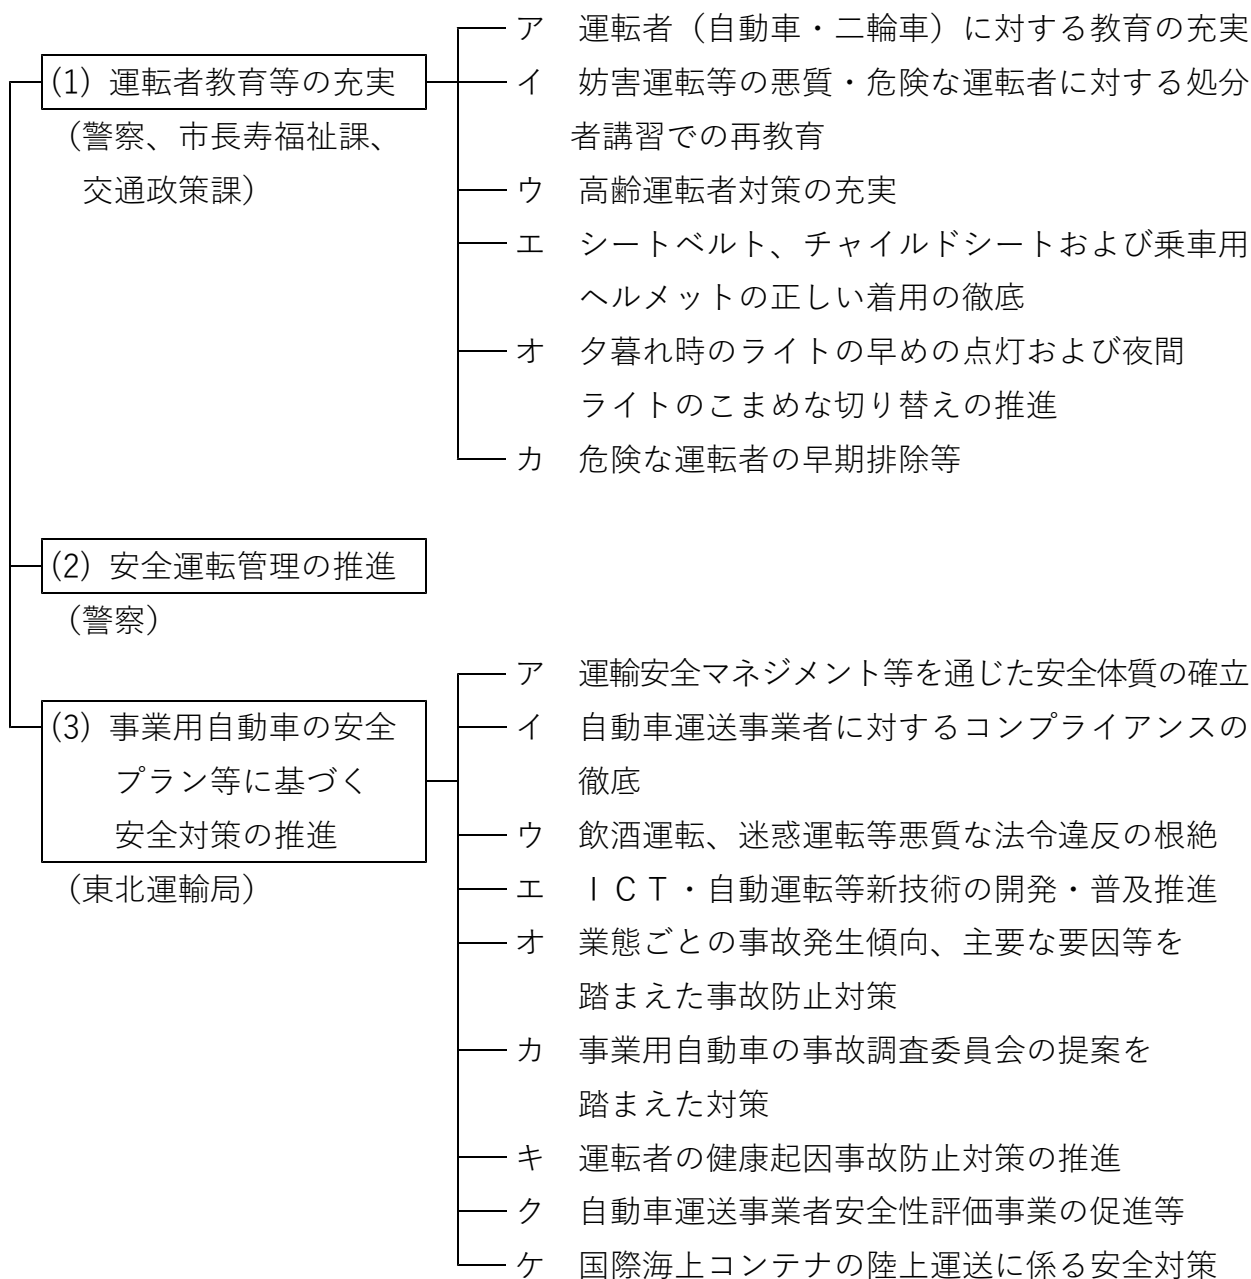 (1) 運転者教育等の充実
(警察、市長寿福祉課、
交通政策課)
ア 運転者（自動車・二輪車）に対する教育の充実
イ 妨害運転等の悪質・危険な運転者に対する処分
者講習での再教育
ウ 高齢運転者対策の充実
エ シートベルト、チャイルドシートおよび乗車用
ヘルメットの正しい着用の徹底
オ 夕暮れ時のライトの早めの点灯および夜間
ライトのこまめな切り替えの推進
カ 危険な運転者の早期排除等
(2) 安全運転管理の推進
(警察)
(3) 事業用自動車の安全
プラン等に基づく
安全対策の推進
(東北運輸局)
ア 運輸安全マネジメント等を通じた安全体質の確立
イ 自動車運送事業者に対するコンプライアンスの
徹底
ウ 飲酒運転、迷惑運転等悪質な法令違反の根絶
エ ＩＣＴ・自動運転等新技術の開発・普及推進
オ 業態ごとの事故発生傾向、主要な要因等を
踏まえた事故防止対策
カ 事業用自動車の事故調査委員会の提案を
踏まえた対策
キ 運転者の健康起因事故防止対策の推進
ク 自動車運送事業者安全性評価事業の促進等
ケ 国際海上コンテナの陸上運送に係る安全対策